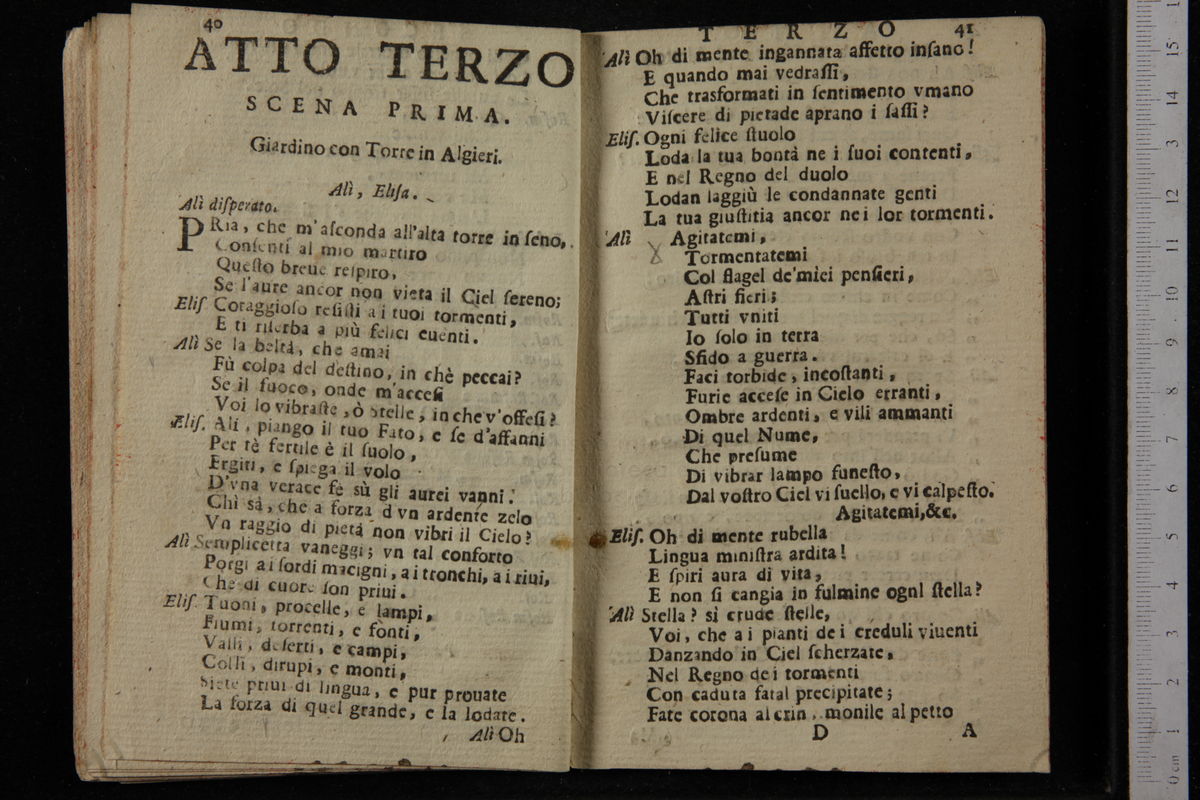 40
ATTO TERZO
SCENA PRIMA.
Giardino con Torre in Algieri.
Alì, Elisa.
Alì disperato.
PRia, che m'asconda all'alta torre in seno,
Consenti al mio martiro
Questo breue respiro,
Se l'aure ancor non vieta il Ciel sereno;
Elis. Coraggioso resisti a i tuoi tormenti,
E ti riserba a più felici euenti.
Alì Se la beltà, che amai
Fù colpa del destino, in chè peccai?
Se il fuoco, onde m'accesi
Voi lo vibraste, ò Stelle, in che v'offesi?
Elis. Alì, piango il tuo Fato, e se d'affanni
Per tè fertile è il suolo,
Ergiti, e spiega il volo
D'vna verace fè sù gli aurei vanni.
Chì sà, che a forza d vn ardente zelo
Vn raggio di pietà non vibri il Cielo?
Alì Semplicetta vaneggi; vn tal conforto
Porgi a i sordi macigni, a i tronchi, a i riui,
Che di cuore son priui.
Elis. Tuoni, procelle, e lampi,
Fiumi, torrenti, e fonti,
Valli, deserti, e campi,
Colli, dirupi, e monti,
Siete priui di lingua, e pur prouate
La forza di quel grande, e la lodate.
Alì Oh
TERZO 41
Alì Oh di mente ingannata affetto insano!
E quando mai vedrassi,
Che trasformati in sentimento vmano
Viscere di pietade aprano i sassi?
Elis. Ogni felice stuolo
Loda la tua bontà ne i suoi contenti,
E nel Regno del duolo
Lodan laggiù le condannate genti
La tua giustitia ancor nei lor tormenti.
Alì Agitatemi,
Tormentatemi
Col flagel de'miei pensieri,
Astri fieri;
Tutti vniti
Io solo in terra
Sfido a guerra.
Faci torbide, incostanti,
Furie accese in Cielo erranti,
Ombre ardenti, e vili ammanti
Di quel Nume,
Che presume
Di vibrar lampo funesto,
Dal vostro Ciel vi suello, e vi calpesto.
Agitatemi,&c.
Elis. Oh di mente rubella
Lingua ministra ardita!
E spiri aura di vita,
E non si cangia in fulmine ognI stella?
Alì Stella? sì crude stelle,
Voi, che a i pianti de i creduli viuenti
Danzando in Ciel scherzate,
Nel Regno de i tormenti
Con caduta fatal precipitate;
Fate corona al crin, monile al petto
D A